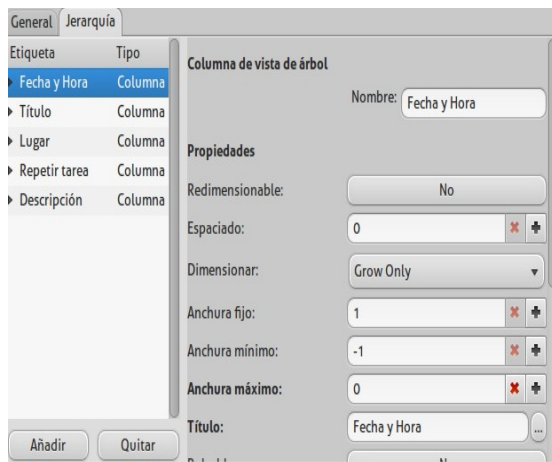 General Jerarquía
Etiqueta Tipo
Fecha y Hora Columna
Título Columna
Lugar Columna
Repetir tarea Columna
Descripción Columna
Añadir Quitar
Columna de vista de árbol
Nombre: Fecha y Hora
Propiedades
Redimensionable: No
Espaciado: 0
Dimensionar: Grow Only
Anchura fijo: 1
Anchura mínimo: -1
Anchura máximo: 0
Título: Fecha y Hora ...